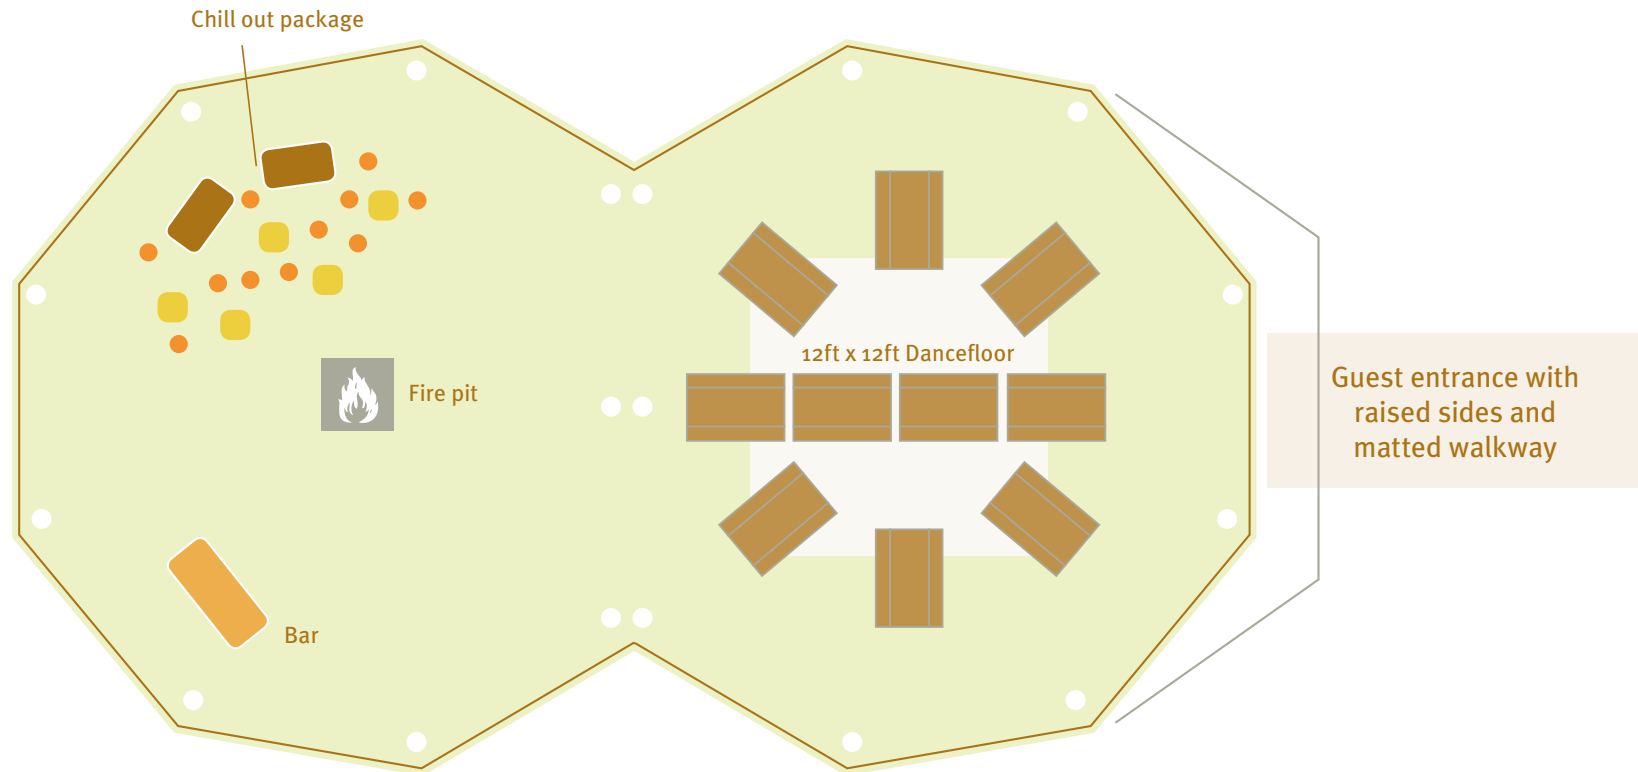 Chill out package
12ft x 12ft Dancefloor
Fire pit
Guest entrance with
raised sides and
matted walkway
Bar